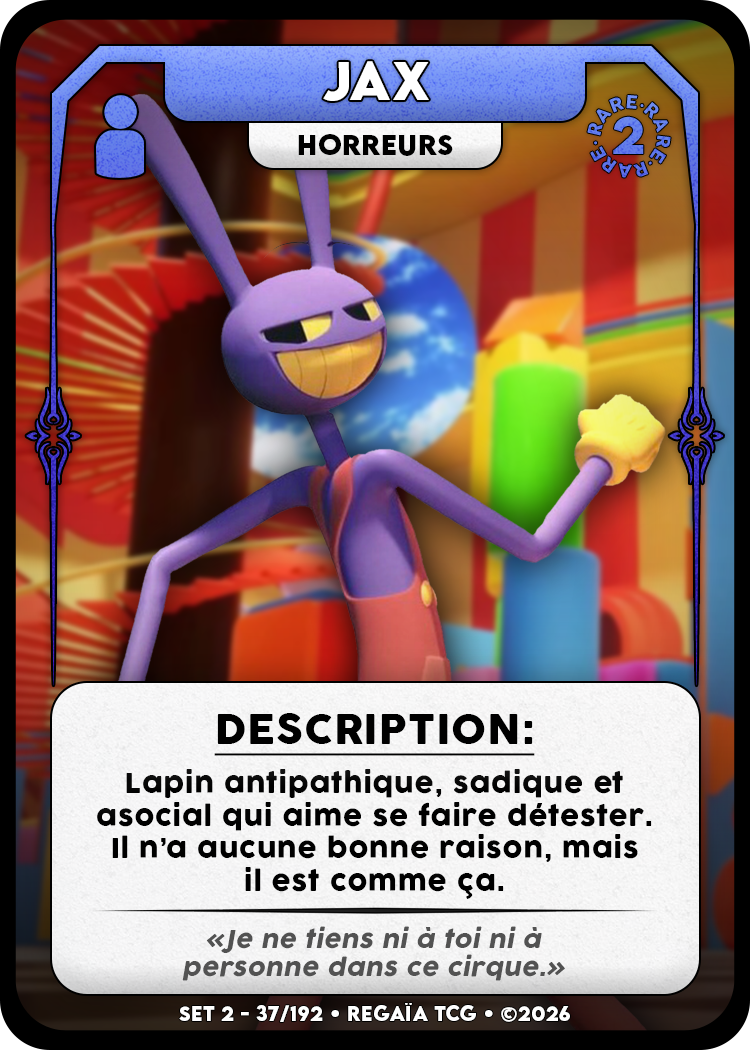 JAX
HORREURS
RARE·RARE·RARE·
2
DESCRIPTION:
Lapin antipathique, sadique et
asocial qui aime se faire détester.
Il n'a aucune bonne raison, mais
il est comme ça.
«Je ne tiens ni à toi ni à
personne dans ce cirque.»
SET 2 - 37/192 • REGAÏA TCG • ©2026